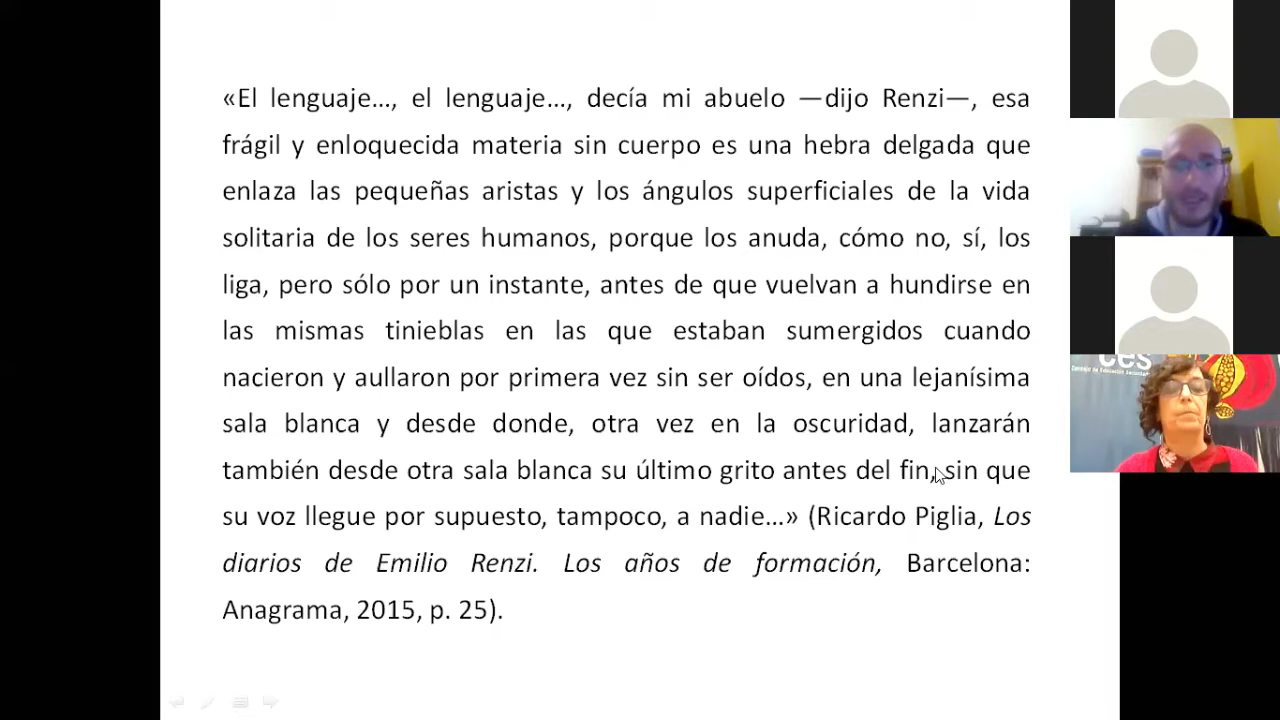 «El lenguaje…, el lenguaje…, decía mi abuelo —dijo Renzi—, esa
frágil y enloquecida materia sin cuerpo es una hebra delgada que
enlaza las pequeñas aristas y los ángulos superficiales de la vida
solitaria de los seres humanos, porque los anuda, cómo no, sí, los
liga, pero sólo por un instante, antes de que vuelvan a hundirse en
las mismas tinieblas en las que estaban sumergidos cuando
nacieron y aullaron por primera vez sin ser oídos, en una lejanísima
sala blanca y desde donde, otra vez en la oscuridad, lanzarán
también desde otra sala blanca su último grito antes del fin, sin que
su voz llegue por supuesto, tampoco, a nadie…» (Ricardo Piglia, Los
diarios de Emilio Renzi. Los años de formación, Barcelona:
Anagrama, 2015, p. 25).
ces
Consejo de Educación Secundaria